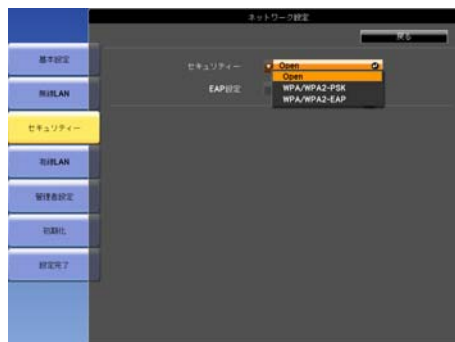 ネットワーク設定
戻る
基本設定
無線LAN
セキュリティー
有線LAN
管理者設定
初期化
設定完了
セキュリティー
Open
Open
WPA/WPA2-PSK
WPA/WPA2-EAP
EAP設定